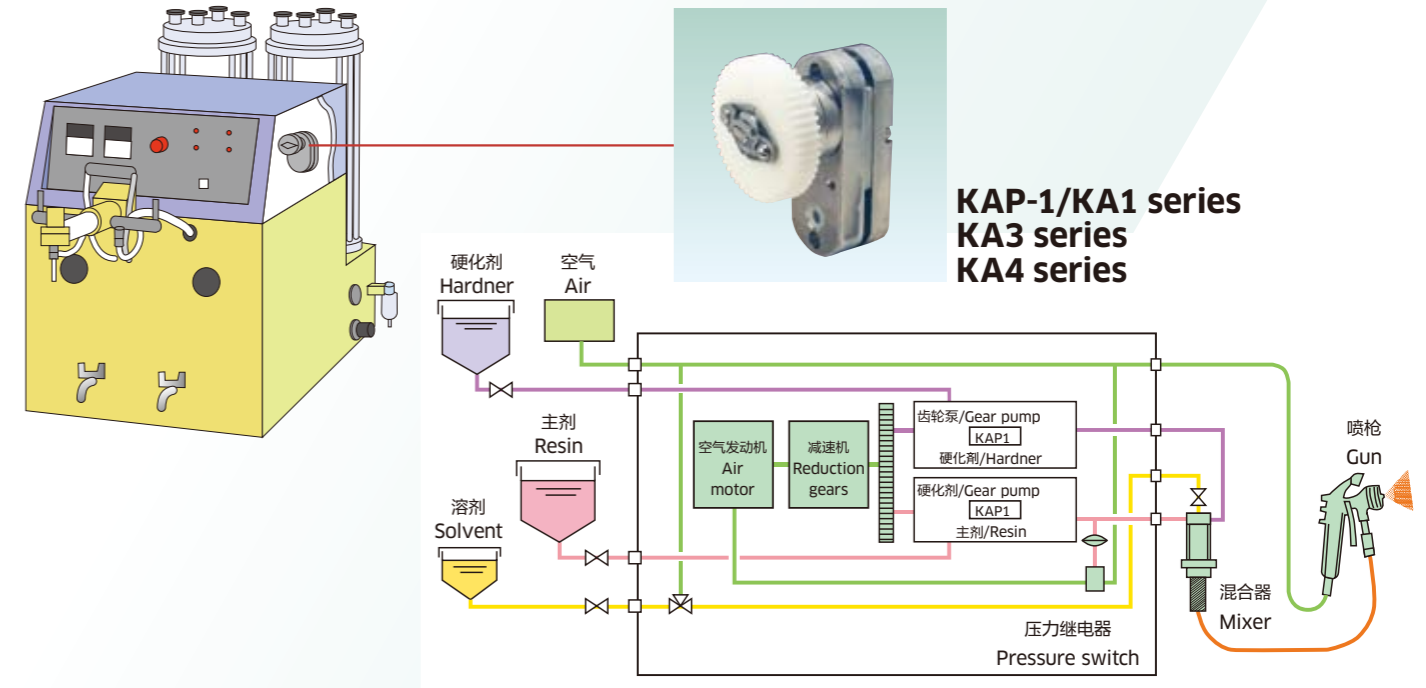 KAP-1/KA1 series
KA3 series
KA4 series
硬化剂
Hardner
空气
Air
主剂
Resin
溶剂
Solvent
空气发动机
Air
motor
减速机
Reduction
gears
齿轮泵/Gear pump
KAP1
硬化剤/Hardner
硬化剂/Gear pump
KAP1
主剂/Resin
喷枪
Gun
混合器
Mixer
压力继电器
Pressure switch